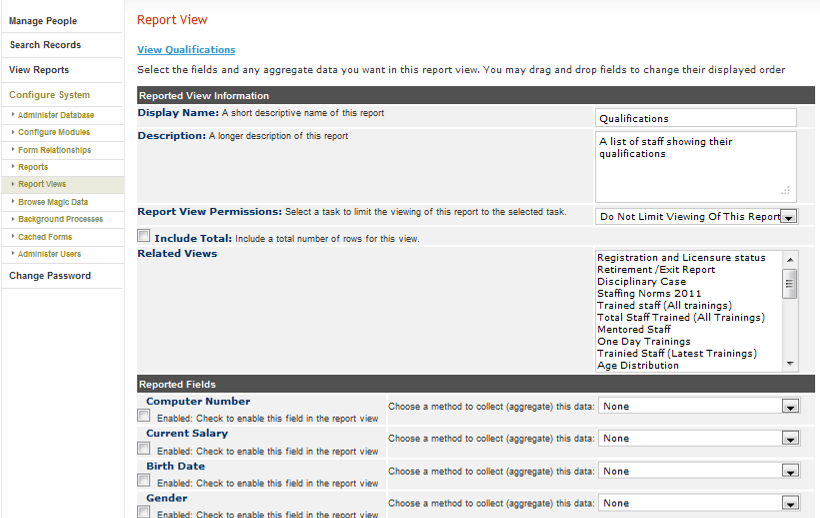 Manage People
Search Records
View Reports
Configure System
Administer Database
Configure Modules
Form Relationships
Reports
Report Views
Browse Magic Data
Background Processes
Cached Forms
Administer Users
Change Password
Report View
View Qualifications
Select the fields and any aggregate data you want in this report view. You may drag and drop fields to change their displayed order
Reported View Information
Display Name: A short descriptive name of this report
Qualifications
Description: A longer description of this report
A list of staff showing their
qualifications
Report View Permissions: Select a task to limit the viewing of this report to the selected task.
Do Not Limit Viewing Of This Report
Include Total: Include a total number of rows for this view.
Related Views
Registration and Licensure status
Retirement /Exit Report
Disciplinary Case
Staffing Norms 2011
Trained staff (All trainings)
Total Staff Trained (All Trainings)
Mentored Staff
One Day Trainings
Trainied Staff (Latest Trainings)
Age Distribution
Reported Fields
Computer Number
Enabled: Check to enable this field in the report view
Choose a method to collect (aggregate) this data: None
Current Salary
Enabled: Check to enable this field in the report view
Choose a method to collect (aggregate) this data: None
Birth Date
Enabled: Check to enable this field in the report view
Choose a method to collect (aggregate) this data: None
Gender
Enabled: Check to enable this field in the report view
Choose a method to collect (aggregate) this data: None